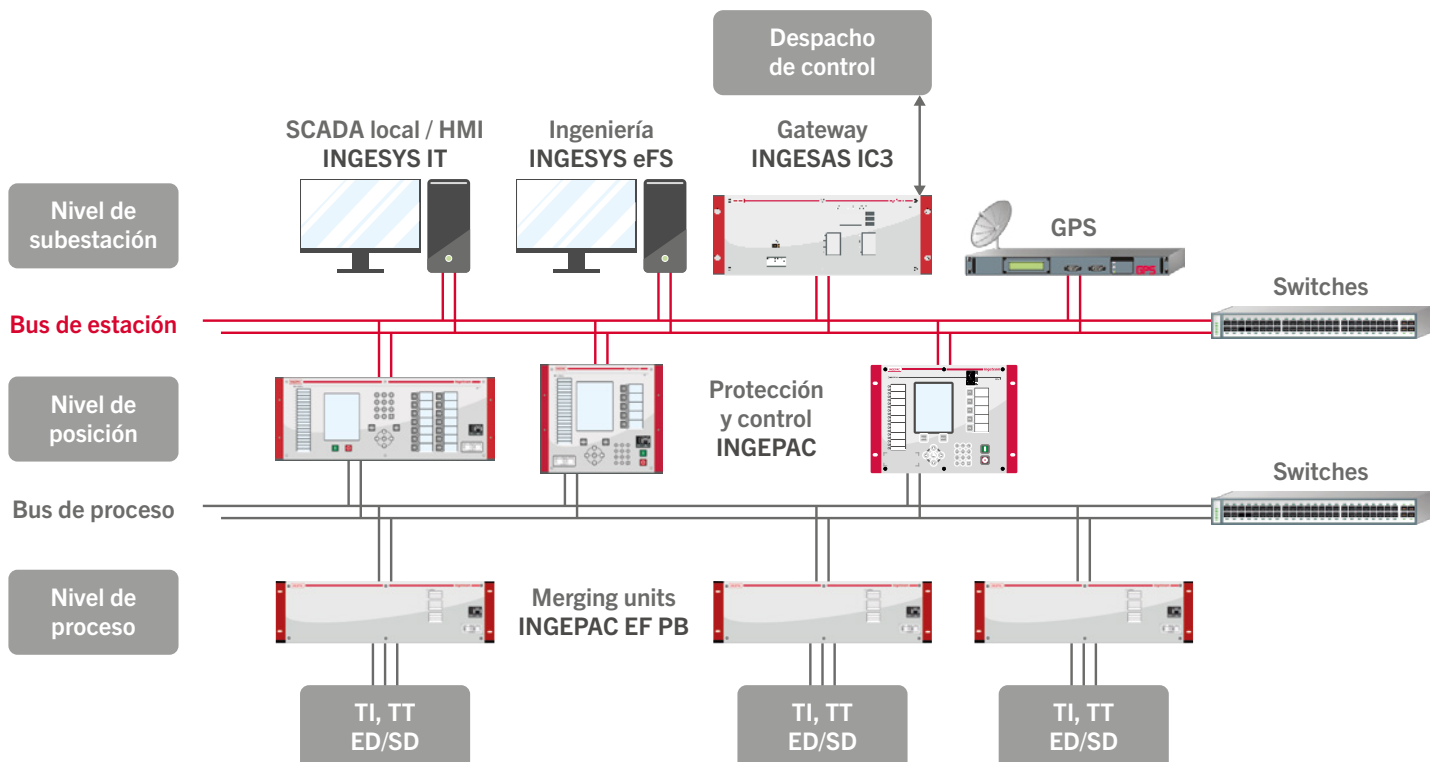 Despacho
de control
SCADA local / HMI
INGESYS IT
Ingeniería
INGESYS eFS
Gateway
INGESAS IC3
Nivel de
subestación
GPS
GPS
Switches
Bus de estación
Nivel de
posición
Protección
y control
INGEPAC
Switches
Bus de proceso
Nivel de
proceso
Merging units
INGEPAC EF PB
TI, TT
ED/SD
TI, TT
ED/SD
TI, TT
ED/SD